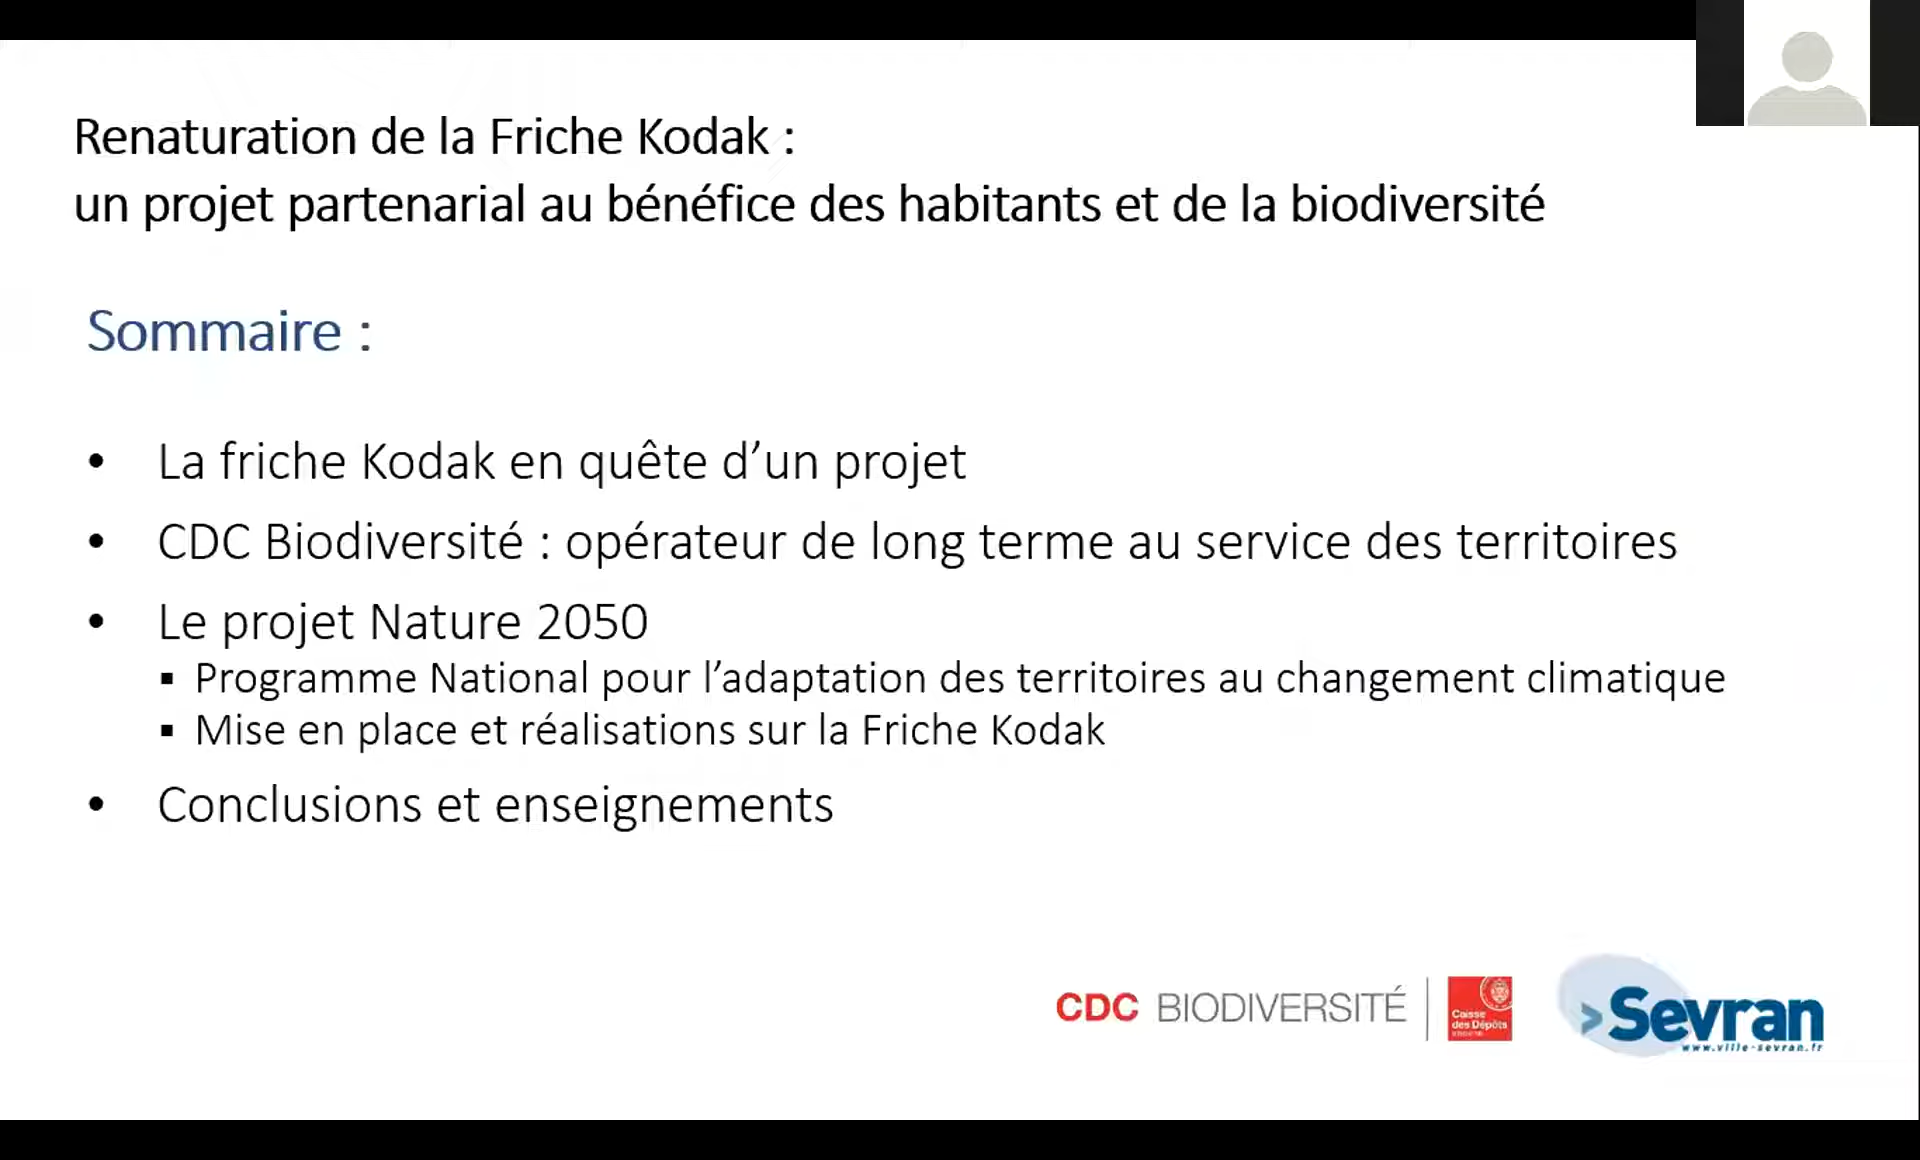 Renaturation de la Friche Kodak :
un projet partenarial au bénéfice des habitants et de la biodiversité
Sommaire :
• La friche Kodak en quête d’un projet
• CDC Biodiversité : opérateur de long terme au service des territoires
• Le projet Nature 2050
▪ Programme National pour l’adaptation des territoires au changement climatique
▪ Mise en place et réalisations sur la Friche Kodak
• Conclusions et enseignements
CDC BIODIVERSITÉ
Caisse
des Dépôts
Sevran
www.ville-sevran.fr